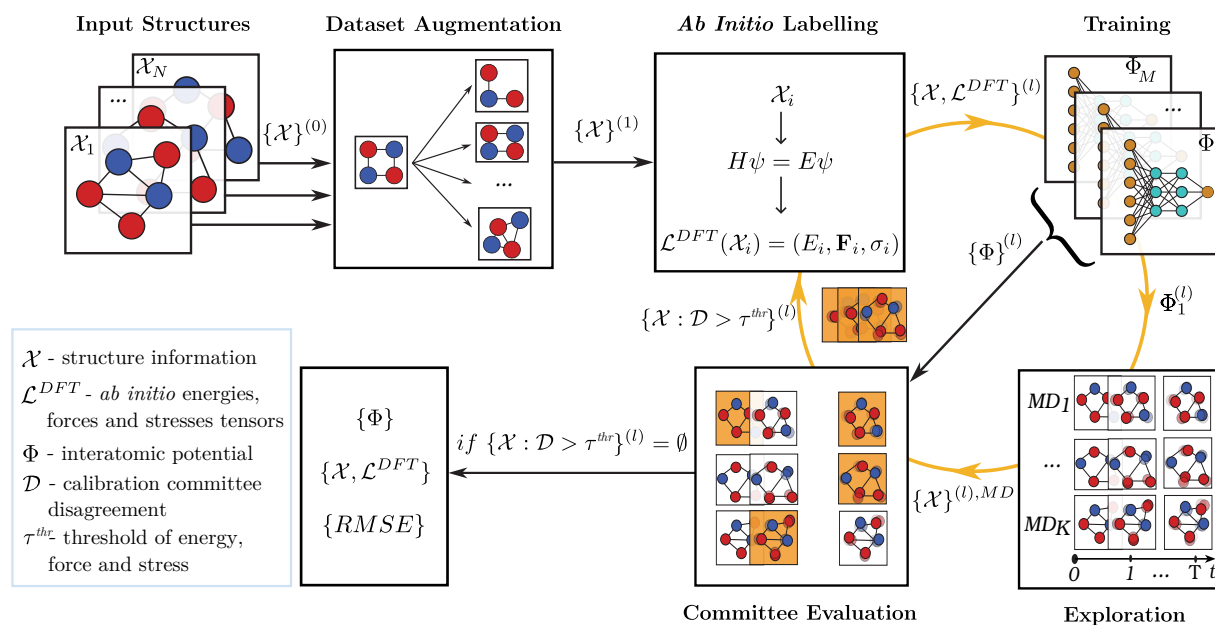 Input Structures
Dataset Augmentation
Ab Initio Labelling
Training
𝒳_N
...
𝒳_1
{𝒳}^(0)
...
{𝒳}^(1)
𝒳_i
Hψ = Eψ
ℒ^DFT(𝒳_i) = (E_i, F_i, σ_i)
{𝒳, ℒ^DFT}^(l)
Φ_M
...
Φ
{Φ}^(l)
Φ_1^(l)
{𝒳 : 𝒟 > τ^thr}^(l)
𝒳 - structure information
ℒ^DFT - ab initio energies,
forces and stresses tensors
Φ - interatomic potential
𝒟 - calibration committee
disagreement
τ^thr threshold of energy,
force and stress
{Φ}
{𝒳, ℒ^DFT}
{RMSE}
if {𝒳 : 𝒟 > τ^thr}^(l) = ∅
{𝒳}^(l),MD
MD_1
...
MD_K
0 1 ... T t
Committee Evaluation
Exploration